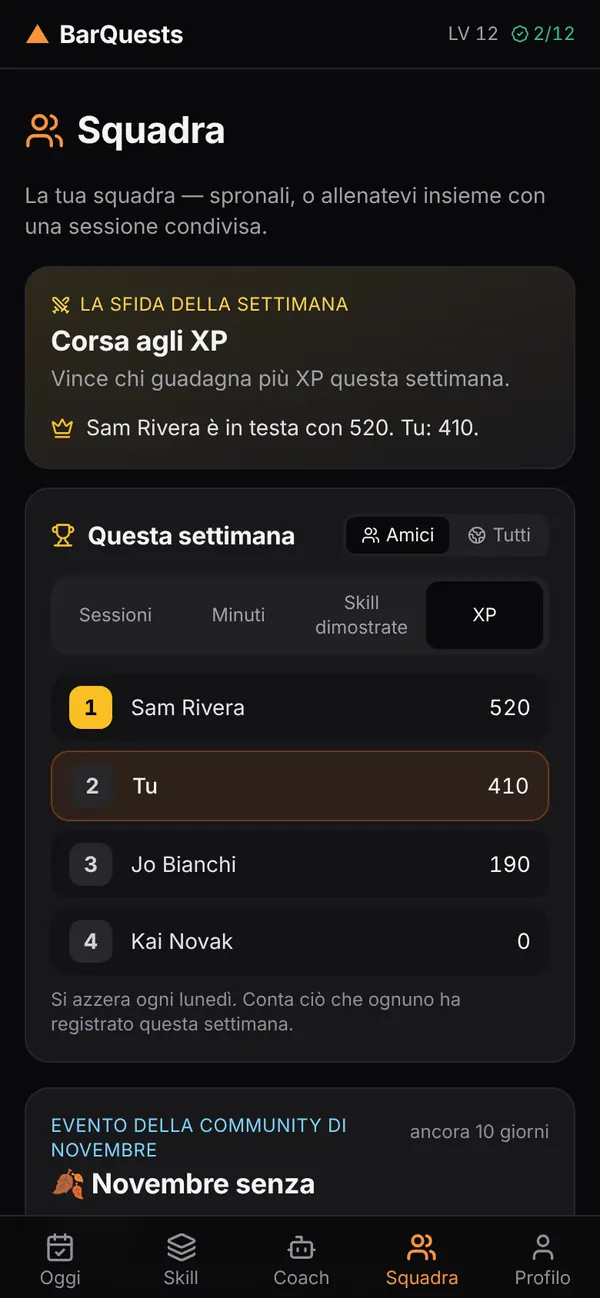 BarQuests
LV 12
2/12
Squadra
La tua squadra — spronali, o allenatevi insieme con
una sessione condivisa.
LA SFIDA DELLA SETTIMANA
Corsa agli XP
Vince chi guadagna più XP questa settimana.
Sam Rivera è in testa con 520. Tu: 410.
Questa settimana
Amici
Tutti
Sessioni
Minuti
Skill
dimostrate
XP
1 Sam Rivera 520
2 Tu 410
3 Jo Bianchi 190
4 Kai Novak 0
Si azzera ogni lunedì. Conta ciò che ognuno ha
registrato questa settimana.
EVENTO DELLA COMMUNITY DI
NOVEMBRE
ancora 10 giorni
🍂 Novembre senza
Oggi
Skill
Coach
Squadra
Profilo